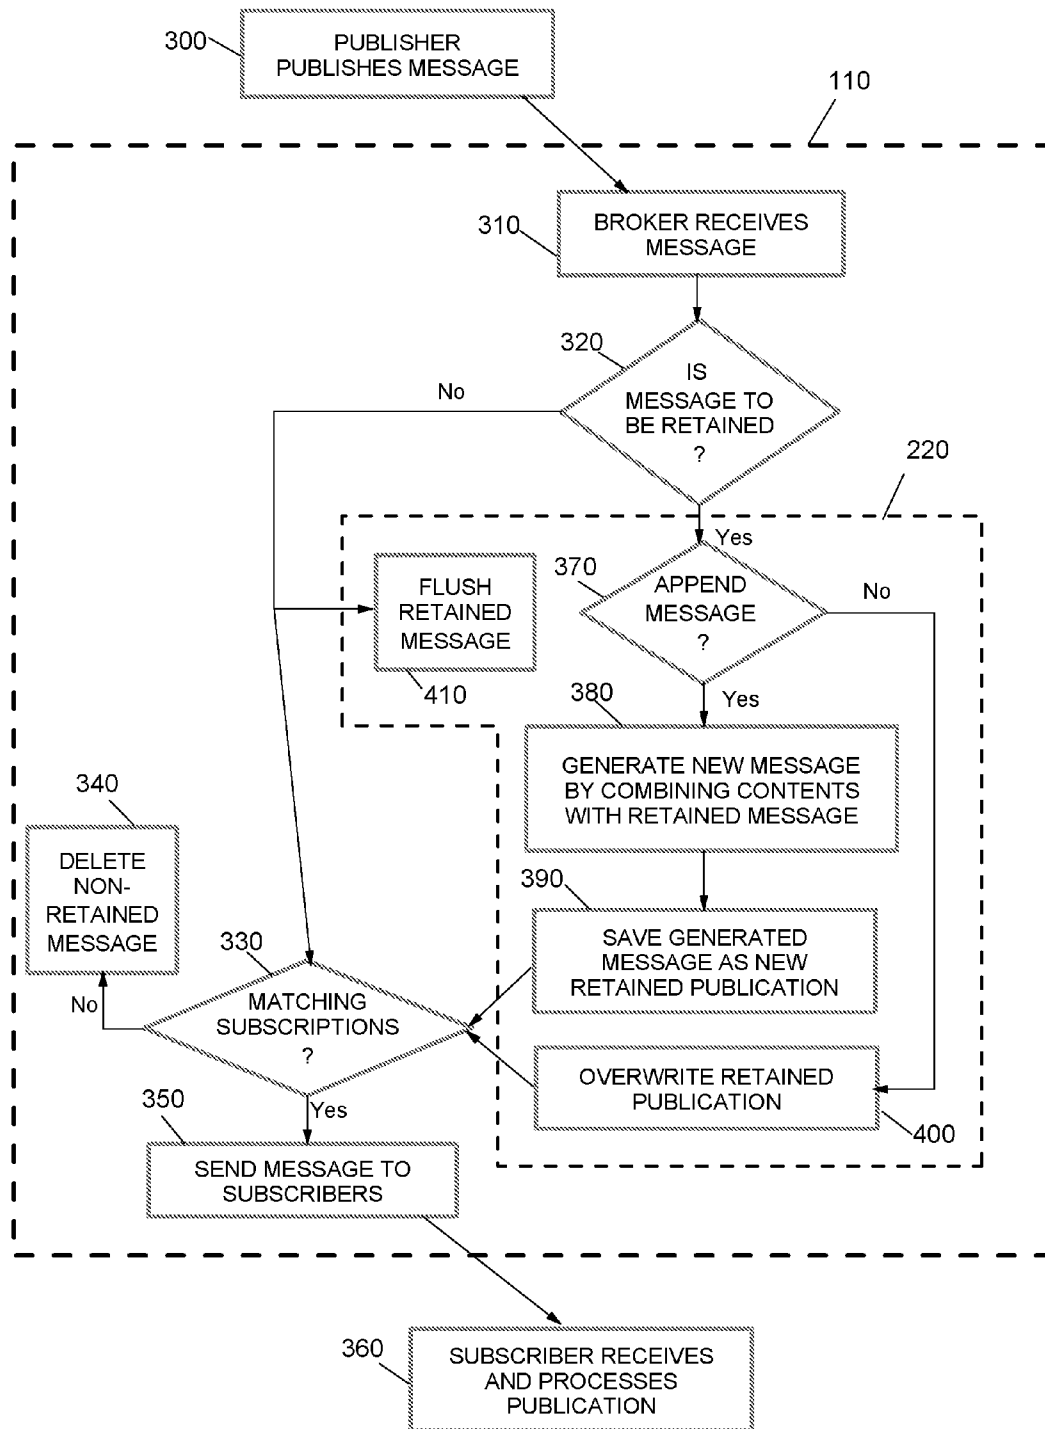 300
PUBLISHER
PUBLISHES MESSAGE
110
310
BROKER RECEIVES
MESSAGE
320
IS
MESSAGE TO
BE RETAINED
?
No
220
Yes
370
APPEND
MESSAGE
?
No
FLUSH
RETAINED
MESSAGE
410
Yes
380
GENERATE NEW MESSAGE
BY COMBINING CONTENTS
WITH RETAINED MESSAGE
340
DELETE
NON-
RETAINED
MESSAGE
390
SAVE GENERATED
MESSAGE AS NEW
RETAINED PUBLICATION
330
MATCHING
SUBSCRIPTIONS
?
No
OVERWRITE RETAINED
PUBLICATION
400
Yes
350
SEND MESSAGE TO
SUBSCRIBERS
360
SUBSCRIBER RECEIVES
AND PROCESSES
PUBLICATION